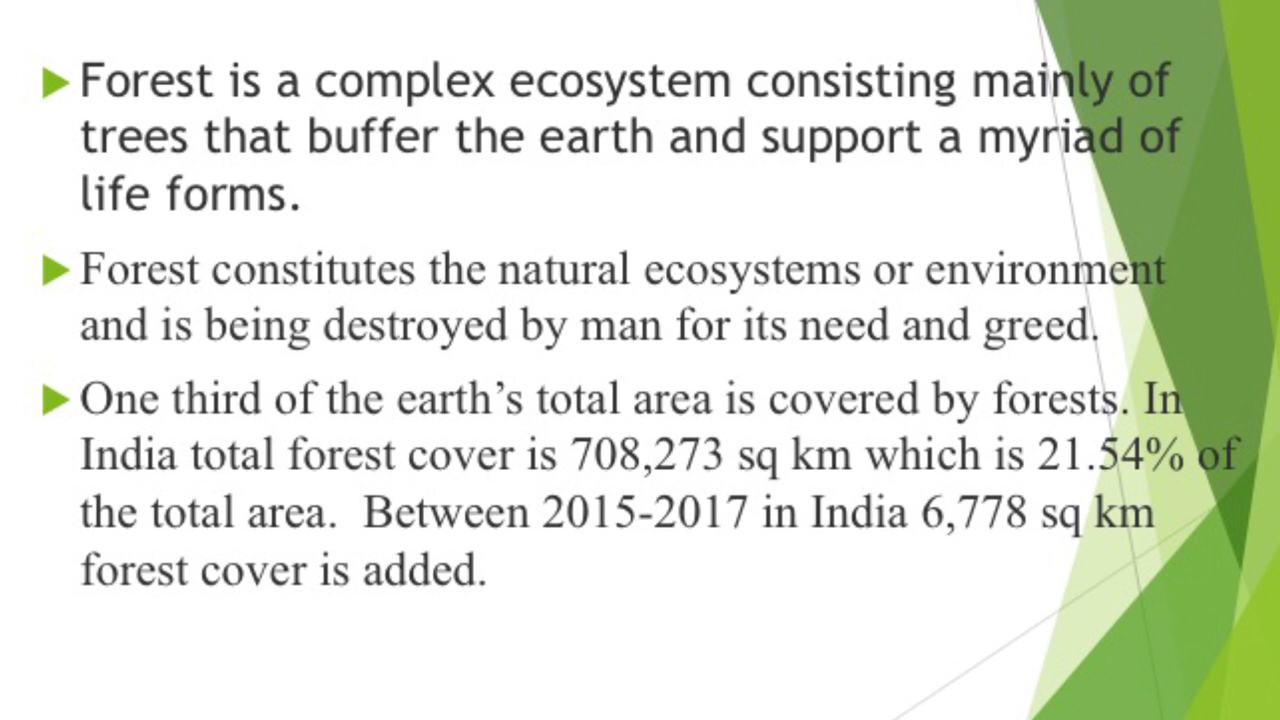 Forest is a complex ecosystem consisting mainly of
trees that buffer the earth and support a myriad of
life forms.
Forest constitutes the natural ecosystems or environment
and is being destroyed by man for its need and greed.
One third of the earth’s total area is covered by forests. In
India total forest cover is 708,273 sq km which is 21.54% of
the total area.  Between 2015-2017 in India 6,778 sq km
forest cover is added.